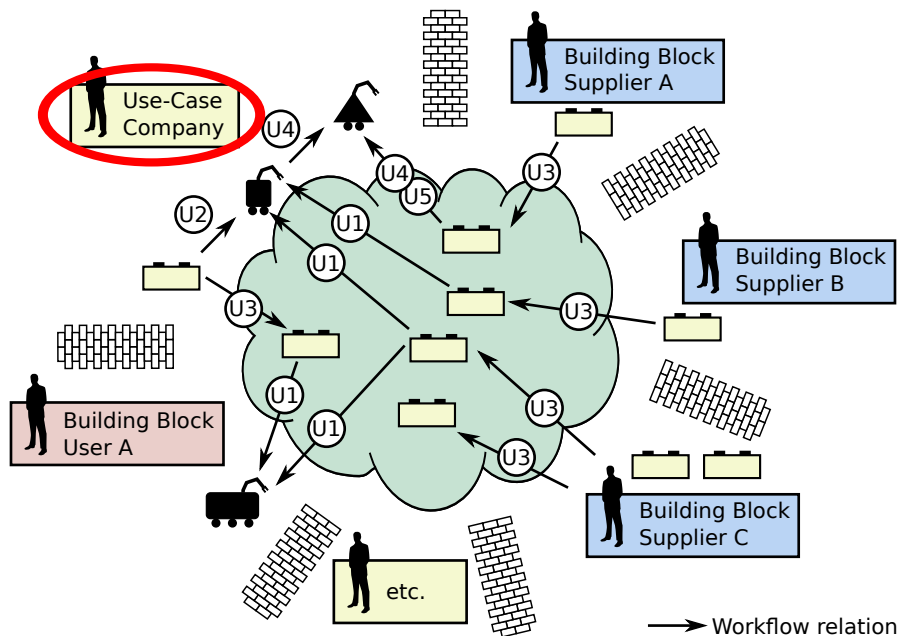 Building Block
Supplier A
Use-Case
Company
U4
U4
U3
U5
U2
U1
U1
Building Block
Supplier B
U3
U3
U1
U1
U3
U3
Building Block
User A
Building Block
Supplier C
etc.
Workflow relation